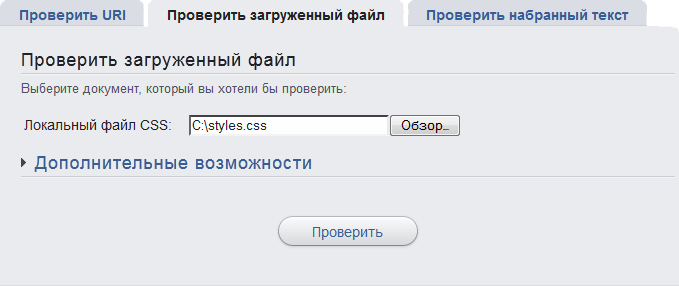 Проверить URI Проверить загруженный файл Проверить набранный текст
Проверить загруженный файл
Выберите документ, который вы хотели бы проверить:
Локальный файл CSS: C:\styles.css Обзор...
Дополнительные возможности
Проверить